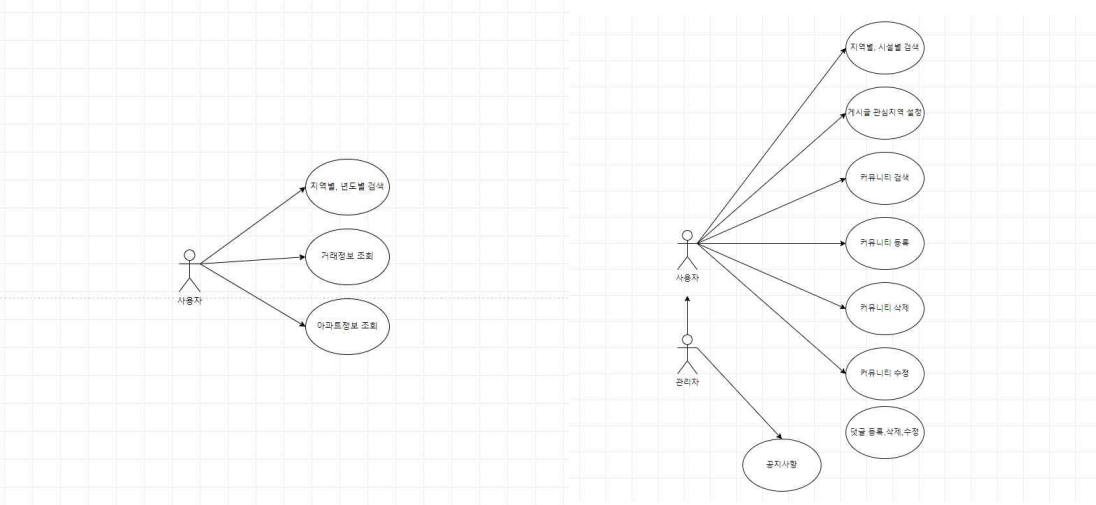 지역별, 년도별 검색
거래정보 조회
아파트정보 조회
사용자
지역별, 시설별 검색
게시글 관심지역 설정
커뮤니티 검색
커뮤니티 등록
커뮤니티 삭제
커뮤니티 수정
댓글 등록,삭제,수정
사용자
관리자
공지사항